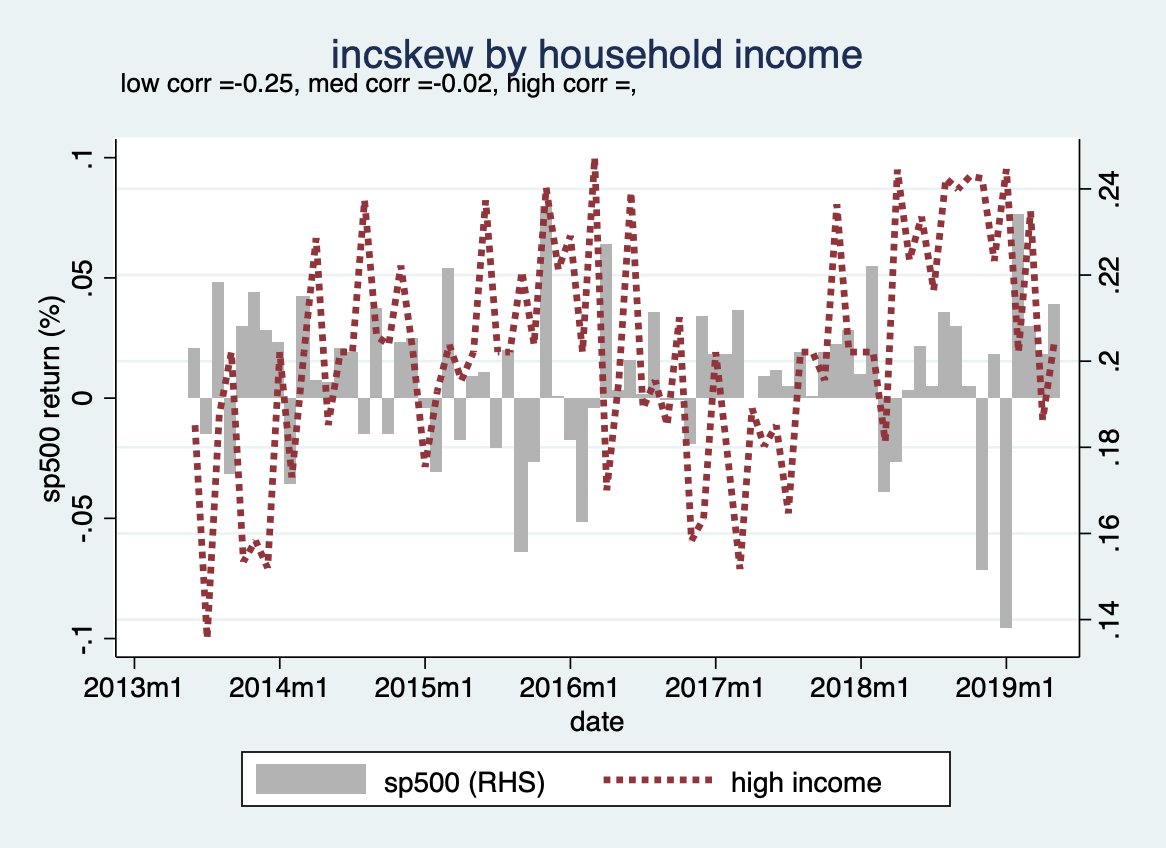 incskew by household income
low corr =-0.25, med corr =-0.02, high corr =,
sp500 return (%)
.1
.05
0
-.05
-.1
.24
.22
.2
.18
.16
.14
2013m1 2014m1 2015m1 2016m1 2017m1 2018m1 2019m1
date
sp500 (RHS) high income